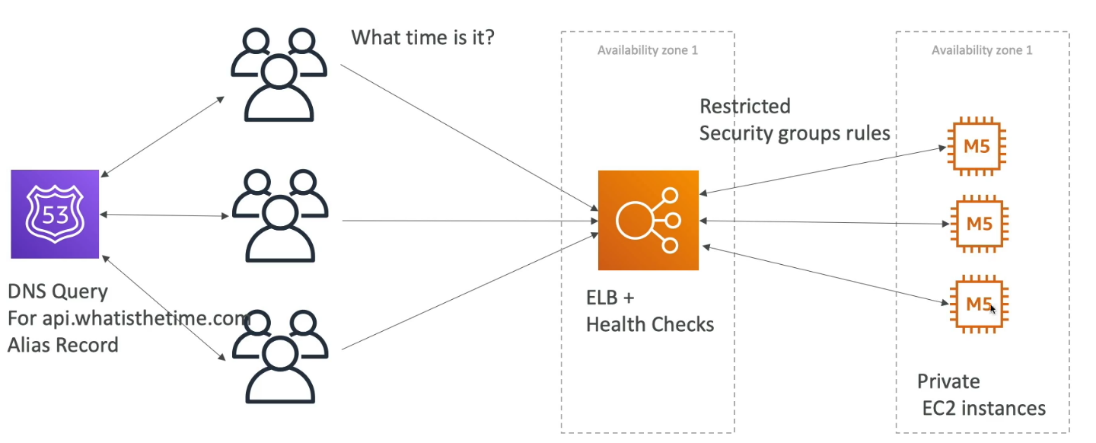 What time is it?
Availability zone 1
Availability zone 1
Restricted
Security groups rules
53
M5
M5
M5
DNS Query
For api.whatisthetime.com
Alias Record
ELB +
Health Checks
Private
EC2 instances